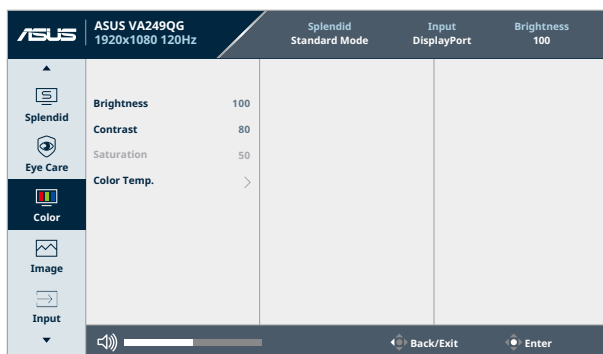 ASUS
ASUS VA249QG
1920x1080 120Hz
Splendid
Standard Mode
Input
DisplayPort
Brightness
100
Splendid
Eye Care
Color
Image
Input
Brightness 100
Contrast 80
Saturation 50
Color Temp.
Back/Exit
Enter